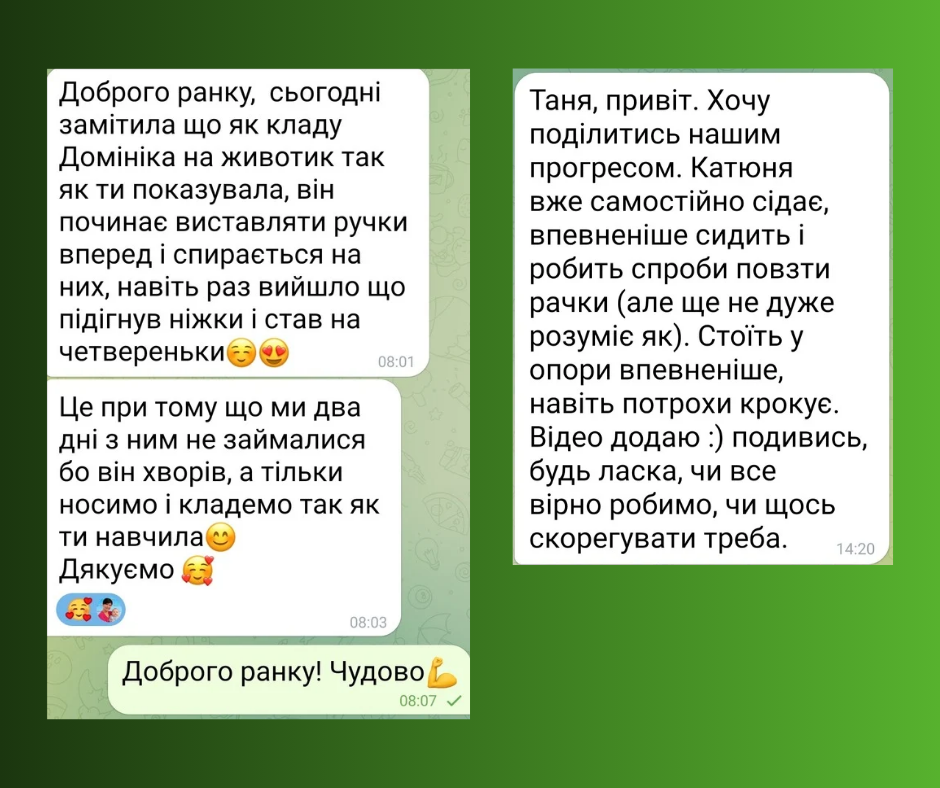 Доброго ранку,  сьогодні
замітила що як кладу
Домініка на животик так
як ти показувала, він
починає виставляти ручки
вперед і спирається на
них, навіть раз вийшло що
підігнув ніжки і став на
четвереньки☺️😍
08:01
Це при тому що ми два
дні з ним не займалися
бо він хворів, а тільки
носимо і кладемо так як
ти навчила😊
Дякуємо 🥰
08:03
Доброго ранку! Чудово💪
08:07
Таня, привіт. Хочу
поділитись нашим
прогресом. Катюня
вже самостійно сідає,
впевненіше сидить і
робить спроби повзти
рачки (але ще не дуже
розуміє як). Стоїть у
опори впевненіше,
навіть потрохи крокує.
Відео додаю :) подивись,
будь ласка, чи все
вірно робимо, чи щось
скорегувати треба.
14:20